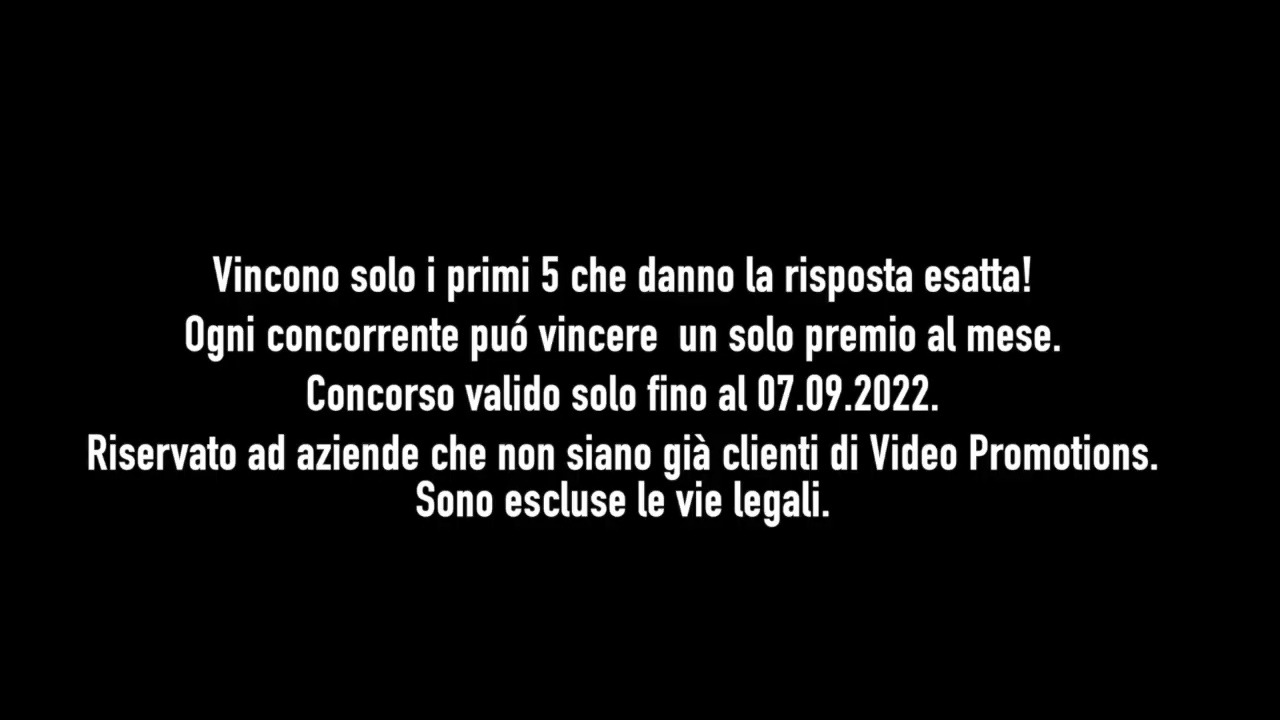 Vincono solo i primi 5 che danno la risposta esatta!
Ogni concorrente puó vincere  un solo premio al mese.
Concorso valido solo fino al 07.09.2022.
Riservato ad aziende che non siano già clienti di Video Promotions.
Sono escluse le vie legali.